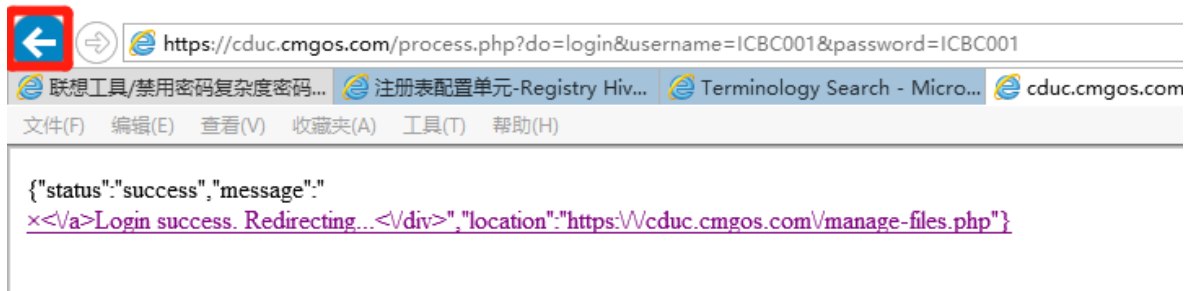 https://cduc.cmgos.com/process.php?do=login&username=ICBC001&password=ICBC001
联想工具/禁用密码复杂度密码... 注册表配置单元-Registry Hiv... Terminology Search - Micro... cduc.cmgos.com
文件(F) 编辑(E) 查看(V) 收藏夹(A) 工具(T) 帮助(H)
{"status":"success","message":"
×<\/a>Login success. Redirecting...<\/div>","location":"https:\/\/cduc.cmgos.com\/manage-files.php"}